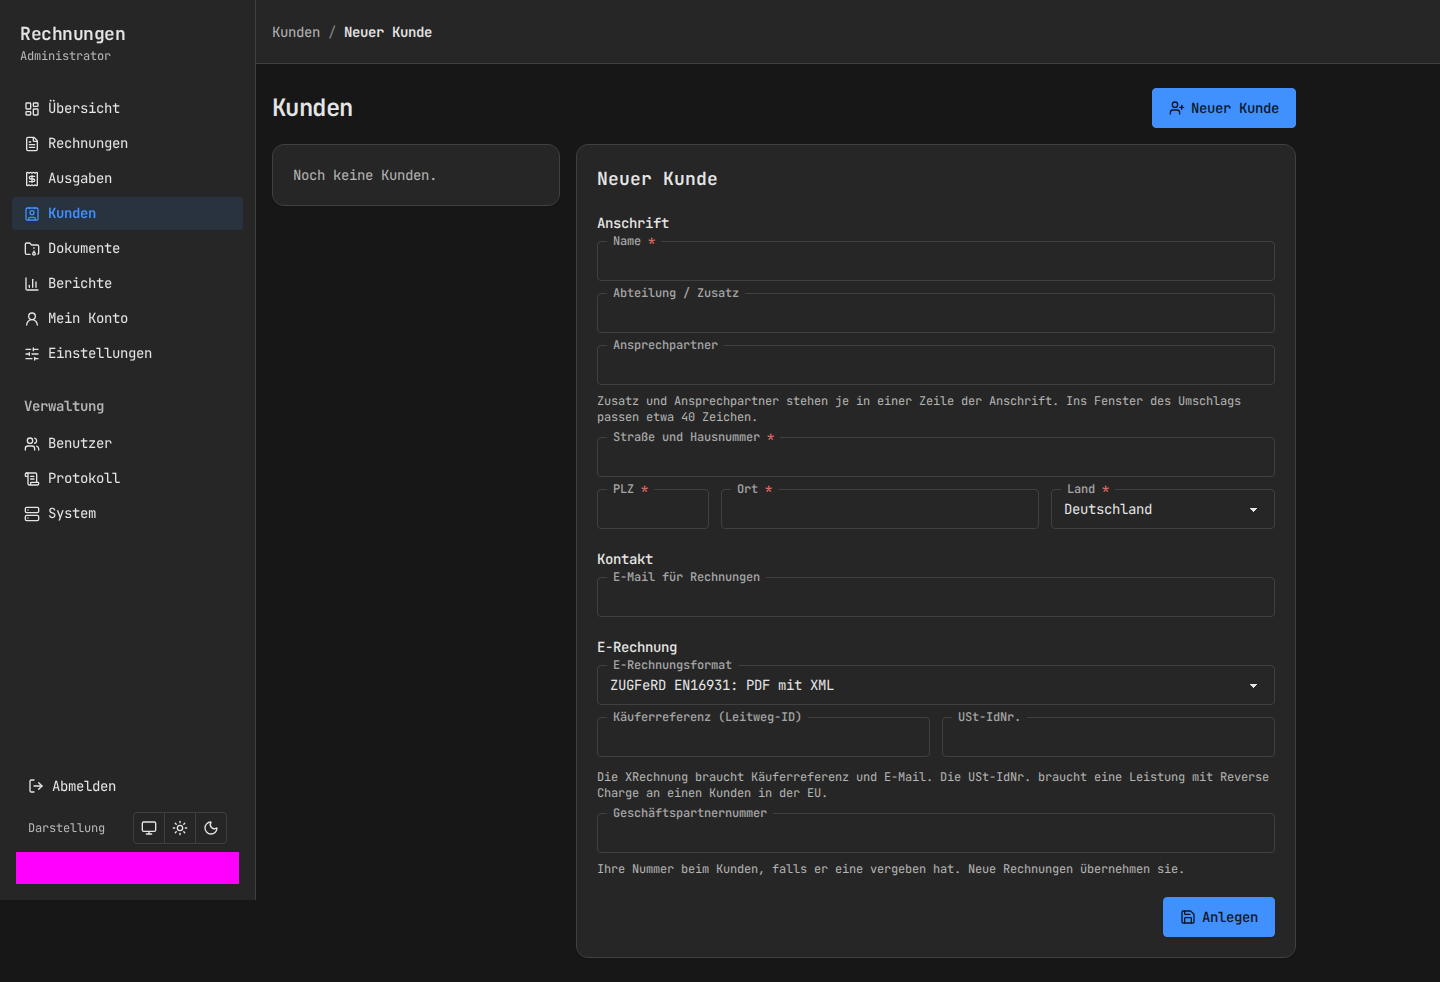 Rechnungen
Administrator
Übersicht
Rechnungen
Ausgaben
Kunden
Dokumente
Berichte
Mein Konto
Einstellungen
Verwaltung
Benutzer
Protokoll
System
Abmelden
Darstellung
Kunden / Neuer Kunde
Kunden
Neuer Kunde
Noch keine Kunden.
Neuer Kunde
Anschrift
Name *
Abteilung / Zusatz
Ansprechpartner
Zusatz und Ansprechpartner stehen je in einer Zeile der Anschrift. Ins Fenster des Umschlags
passen etwa 40 Zeichen.
Straße und Hausnummer *
PLZ *
Ort *
Land *
Deutschland
Kontakt
E-Mail für Rechnungen
E-Rechnung
E-Rechnungsformat
ZUGFeRD EN16931: PDF mit XML
Käuferreferenz (Leitweg-ID)
USt-IdNr.
Die XRechnung braucht Käuferreferenz und E-Mail. Die USt-IdNr. braucht eine Leistung mit Reverse
Charge an einen Kunden in der EU.
Geschäftspartnernummer
Ihre Nummer beim Kunden, falls er eine vergeben hat. Neue Rechnungen übernehmen sie.
Anlegen